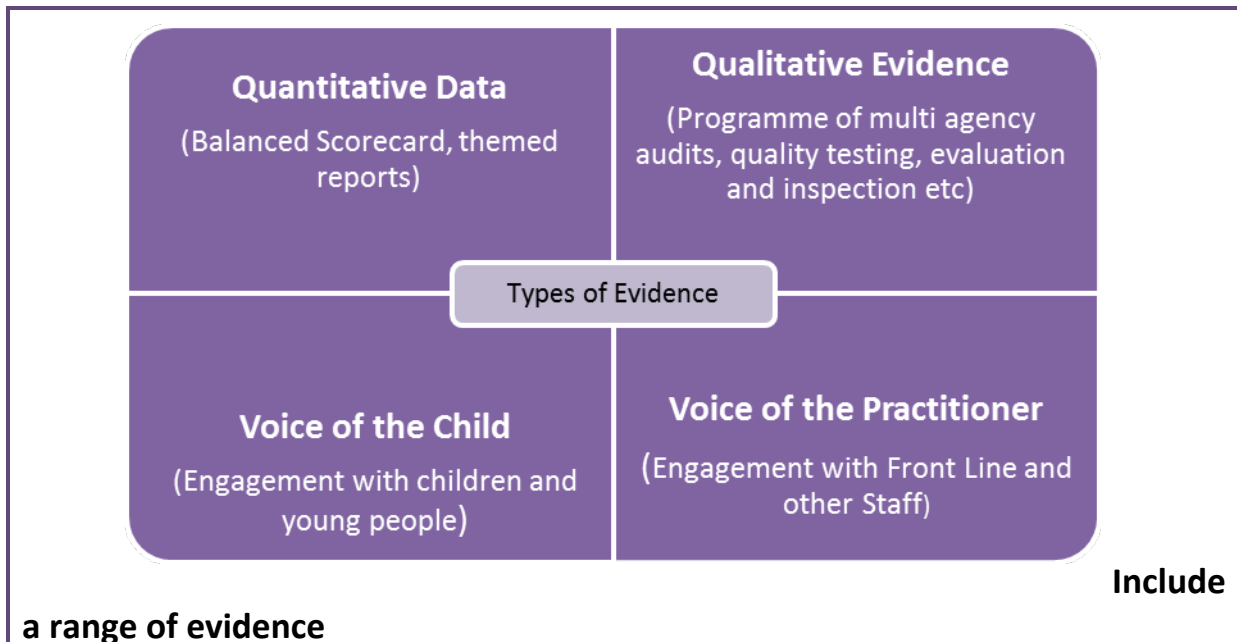 Quantitative Data
(Balanced Scorecard, themed
reports)
Qualitative Evidence
(Programme of multi agency
audits, quality testing, evaluation
and inspection etc)
Types of Evidence
Voice of the Child
(Engagement with children and
young people)
Voice of the Practitioner
(Engagement with Front Line and
other Staff)
Include
a range of evidence